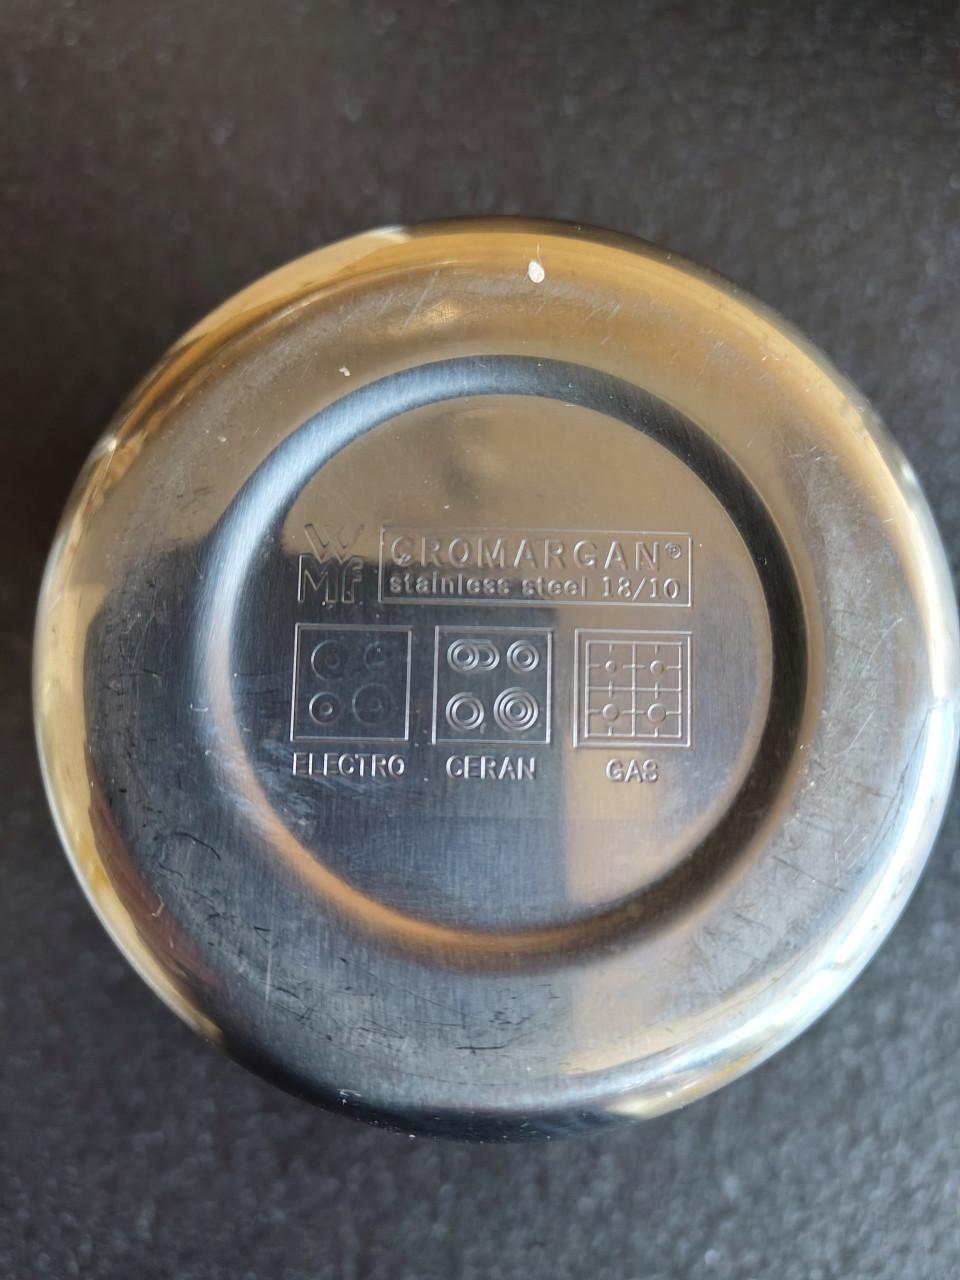 WMF
CROMARGAN®
stainless steel 18/10
ELECTRO CERAN GAS